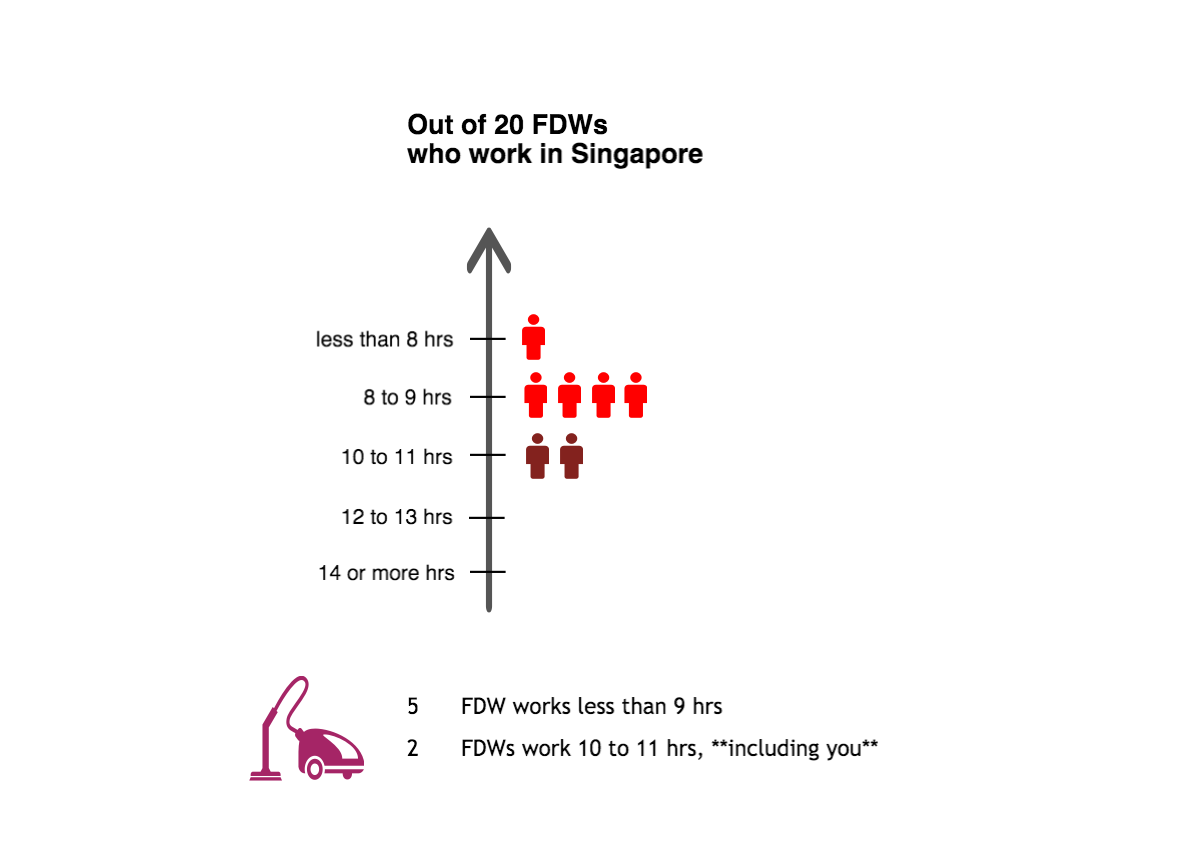 Out of 20 FDWs
who work in Singapore
less than 8 hrs
8 to 9 hrs
10 to 11 hrs
12 to 13 hrs
14 or more hrs
5 FDW works less than 9 hrs
2 FDWs work 10 to 11 hrs, **including you**